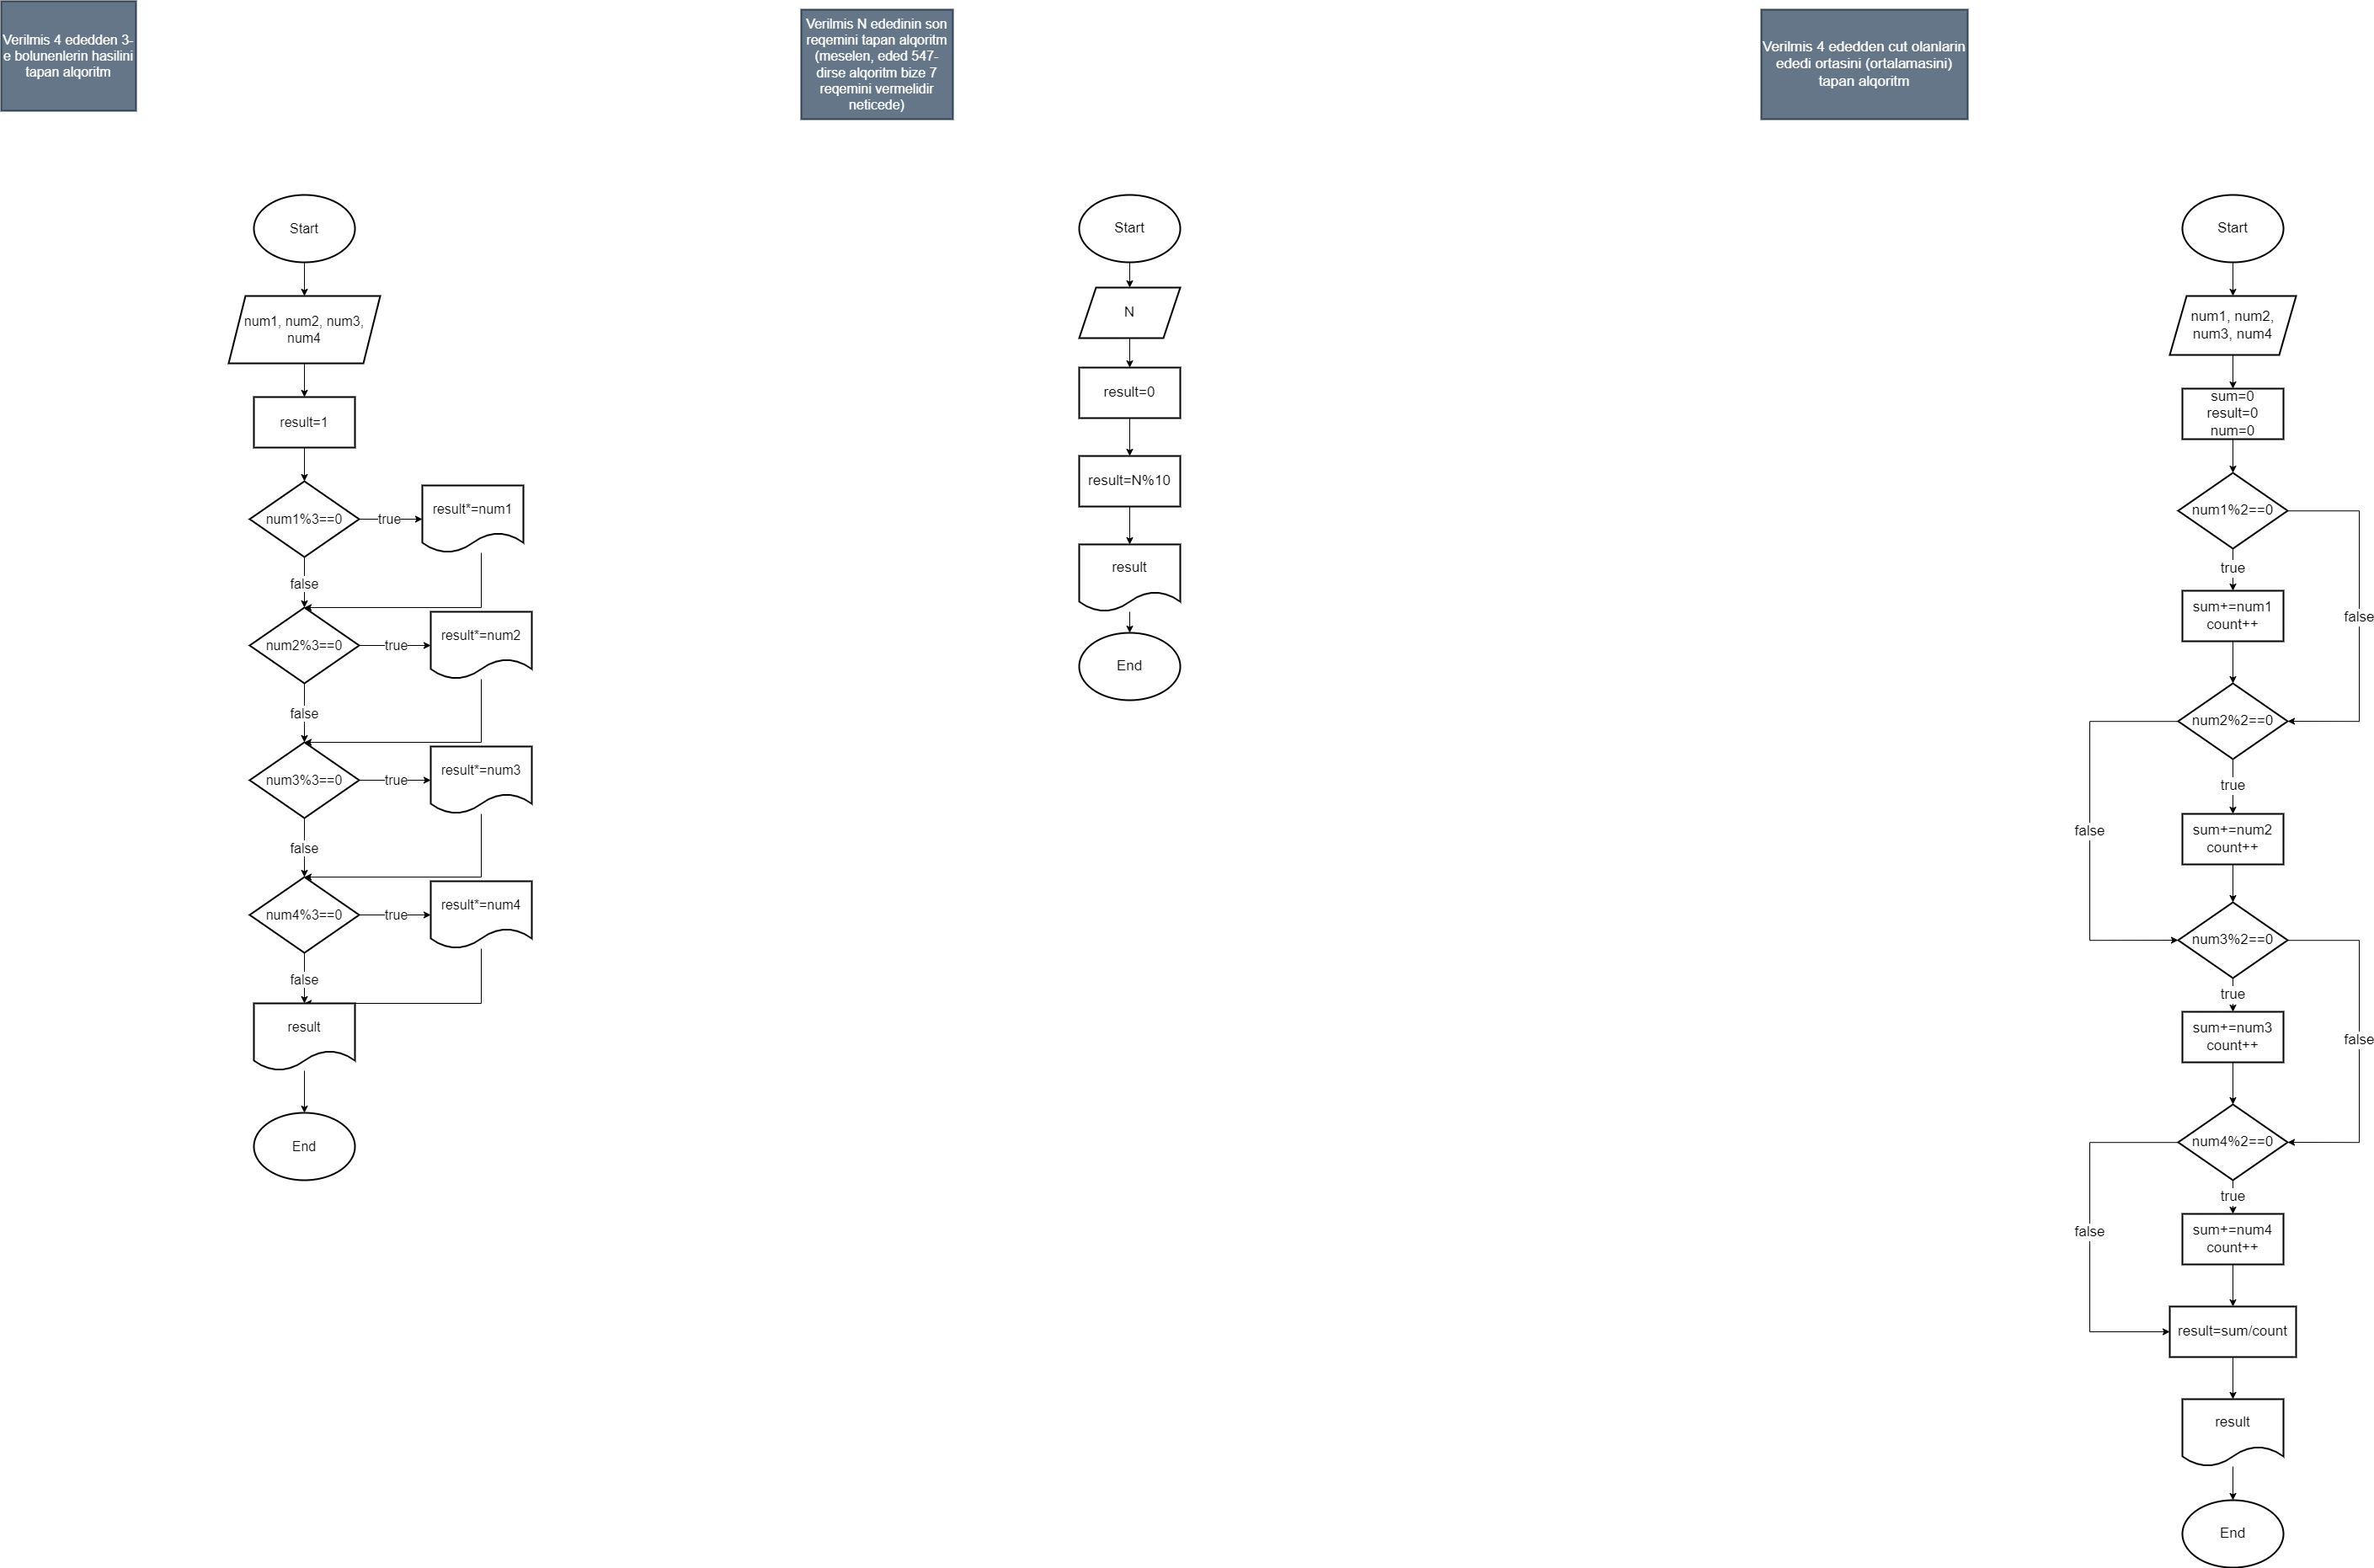 Verilmis 4 ededden 3-
e bolunenlerin hasilini
tapan alqoritm
Start
num1, num2, num3,
num4
result=1
num1%3==0
true
result*=num1
false
num2%3==0
true
result*=num2
false
num3%3==0
true
result*=num3
false
num4%3==0
true
result*=num4
false
result
End
Verilmis N ededinin son
reqemini tapan alqoritm
(meselen, eded 547-
dirse alqoritm bize 7
reqemini vermelidir
neticede)
Start
N
result=0
result=N%10
result
End
Verilmis 4 ededden cut olanlarin
ededi ortasini (ortalamasini)
tapan alqoritm
Start
num1, num2,
num3, num4
sum=0
result=0
num=0
num1%2==0
true
sum+=num1
count++
false
num2%2==0
true
sum+=num2
count++
false
num3%2==0
true
sum+=num3
count++
false
num4%2==0
true
sum+=num4
count++
false
result=sum/count
result
End